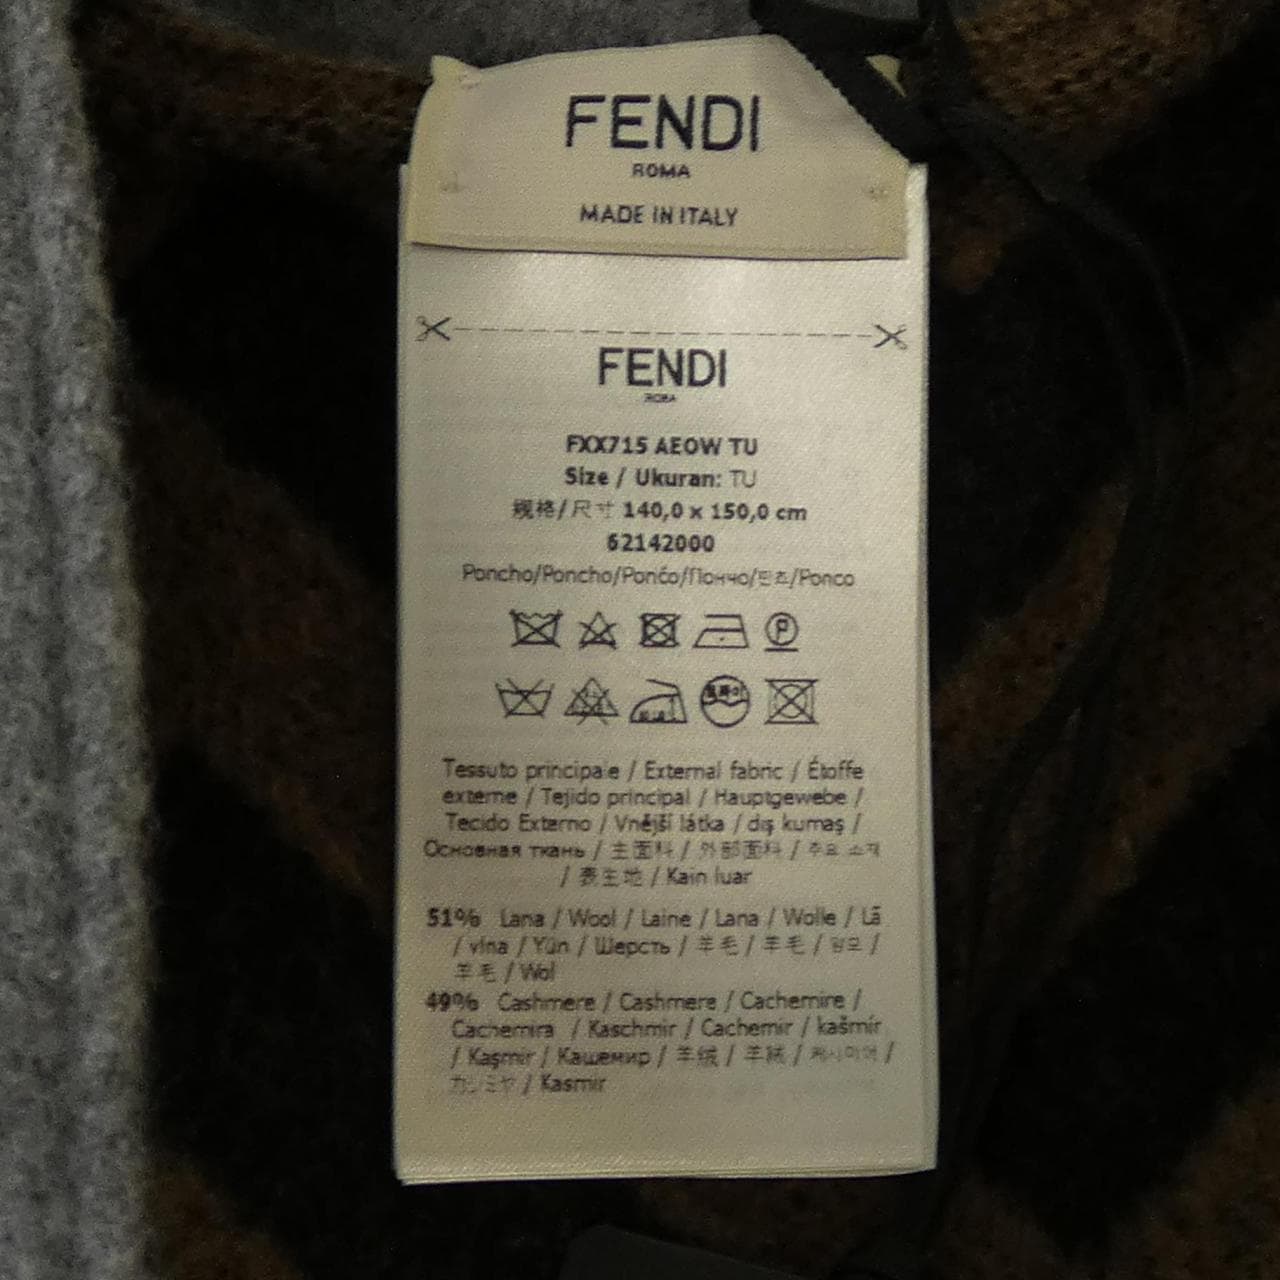 FENDI
ROMA
MADE IN ITALY
FENDI
ROMA
FXX715 AEOW TU
Size / Ukuran: TU
规格/尺寸 140,0 x 150,0 cm
62142000
Poncho/Poncho/Pončo/Пончо/판쵸/Ponco
P
Tessuto principale / External fabric / Étoffe
externe / Tejido principal / Hauptgewebe /
Tecido Externo / Vnější látka / dış kumaş /
Основная ткань / 主面料 / 外部面料 / 주요 소재
/ 表生地 / Kain luar
51% Lana / Wool / Laine / Lana / Wolle / Lã
/ vlna / Yün / Шерсть / 羊毛 / 羊毛 / 양모 /
羊毛 / Wol
49% Cashmere / Cashmere / Cachemire /
Cachemira / Kaschmir / Cachemir / kašmír
/ Kaşmir / Кашемир / 羊绒 / 羊絨 / 캐시미어 /
カシミヤ / Kasmir